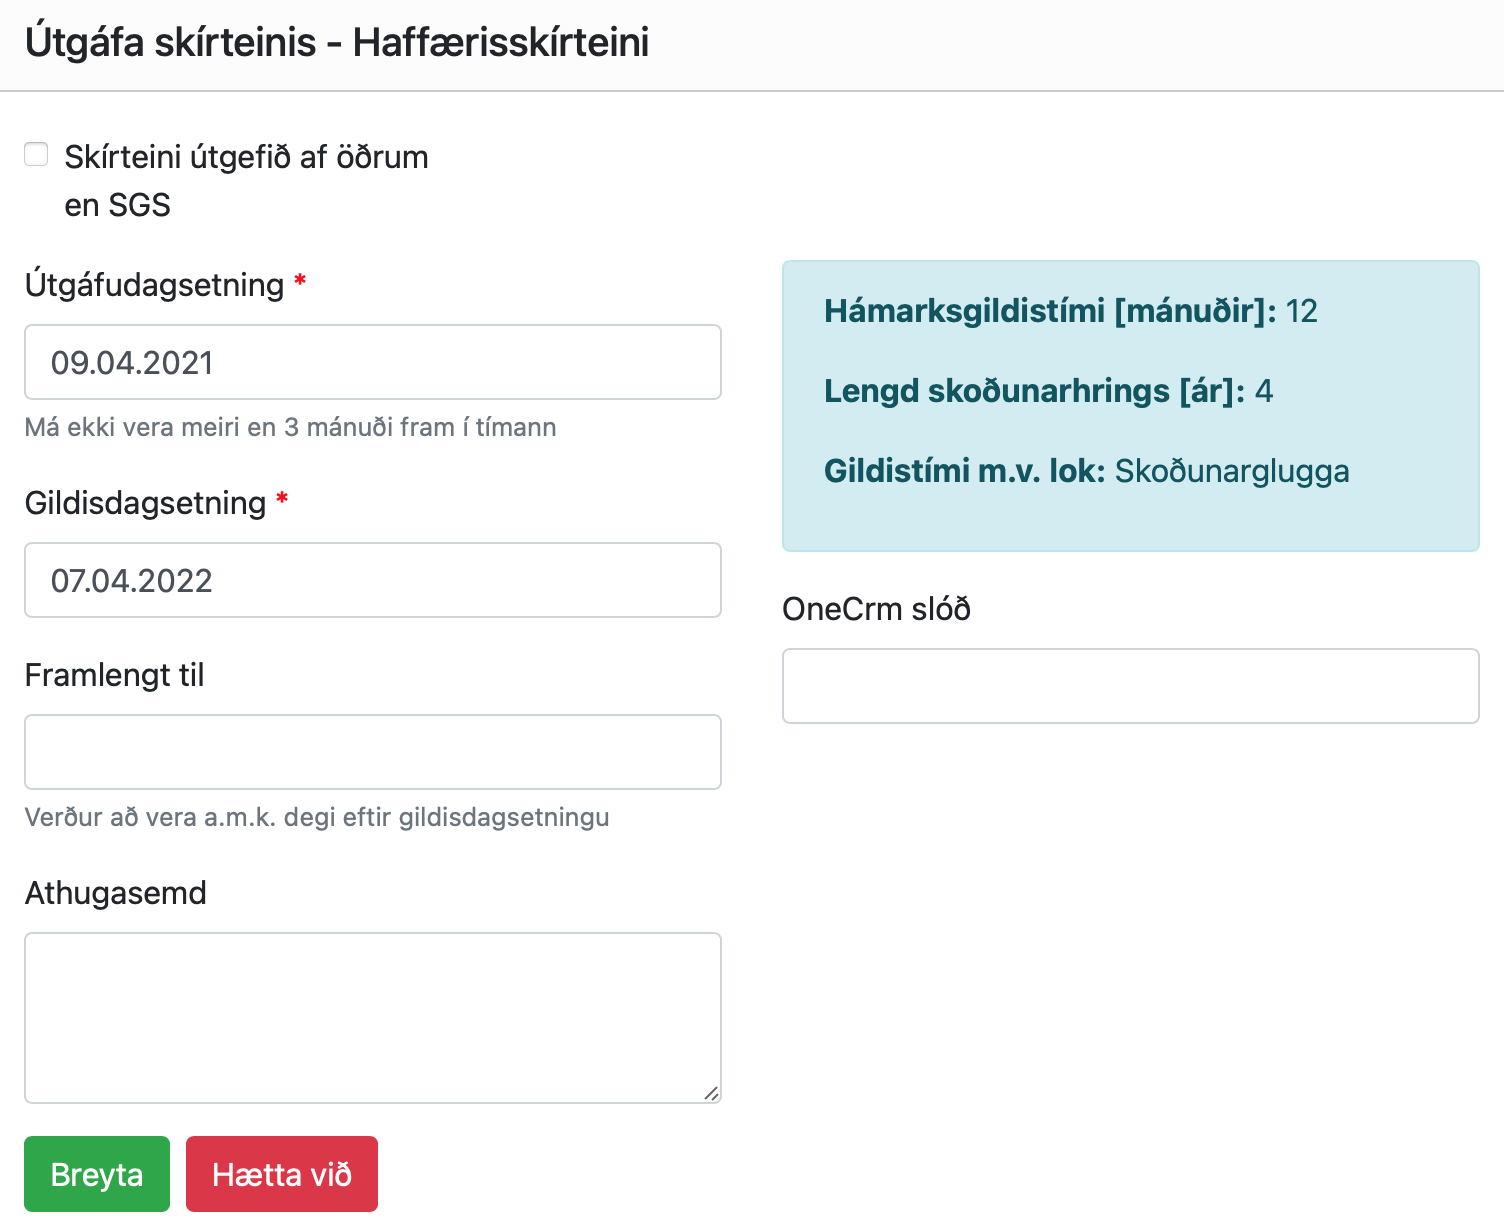 Útgáfa skírteinis - Haffærisskírteini
Skírteini útgefið af öðrum
en SGS
Útgáfudagsetning *
09.04.2021
Má ekki vera meiri en 3 mánuði fram í tímann
Gildisdagsetning *
07.04.2022
Framlengt til
Verður að vera a.m.k. degi eftir gildisdagsetningu
Athugasemd
Hámarksgildistími [mánuðir]: 12
Lengd skoðunarhrings [ár]: 4
Gildistími m.v. lok: Skoðunarglugga
OneCrm slóð
Breyta
Hætta við